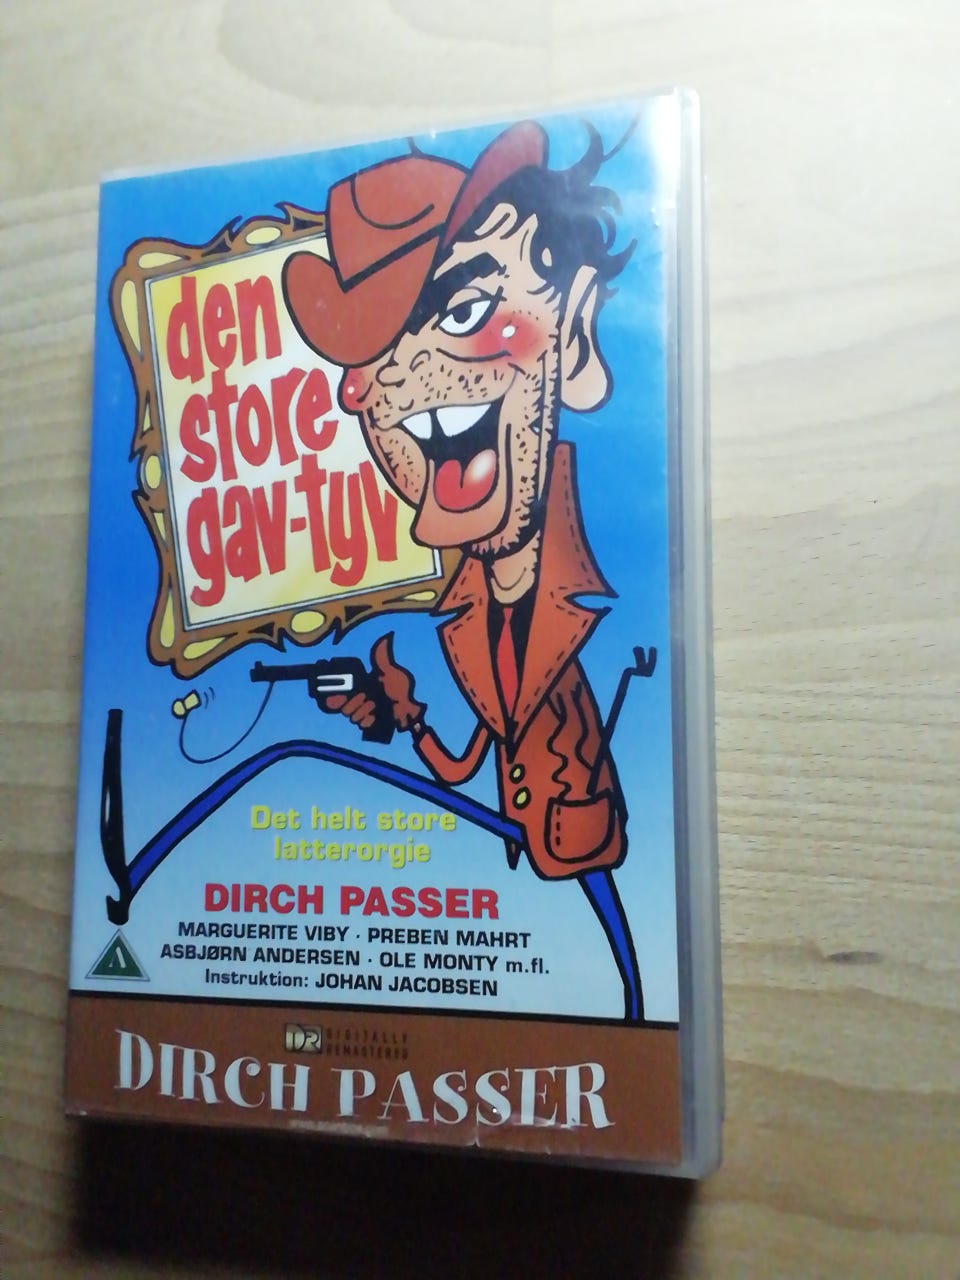 den
store
gav-tyv
Det helt store
latterorgie
DIRCH PASSER
MARGUERITE VIBY · PREBEN MAHRT
ASBJØRN ANDERSEN · OLE MONTY m.fl.
Instruktion: JOHAN JACOBSEN
A
DR DIGITALLY
REMASTERED
DIRCH PASSER